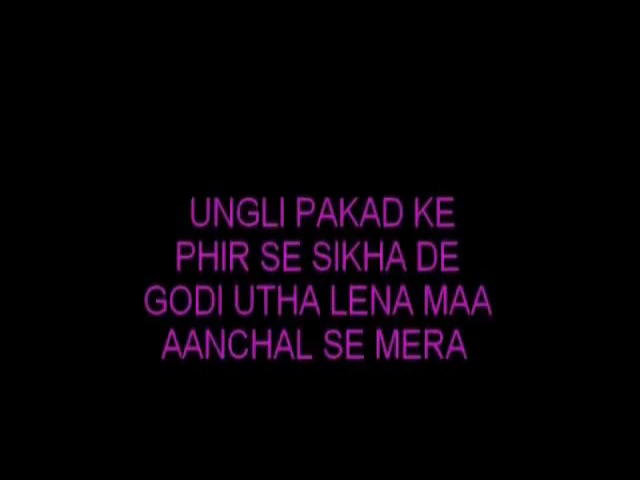 UNGLI PAKAD KE
PHIR SE SIKHA DE
GODI UTHA LENA MAA
AANCHAL SE MERA